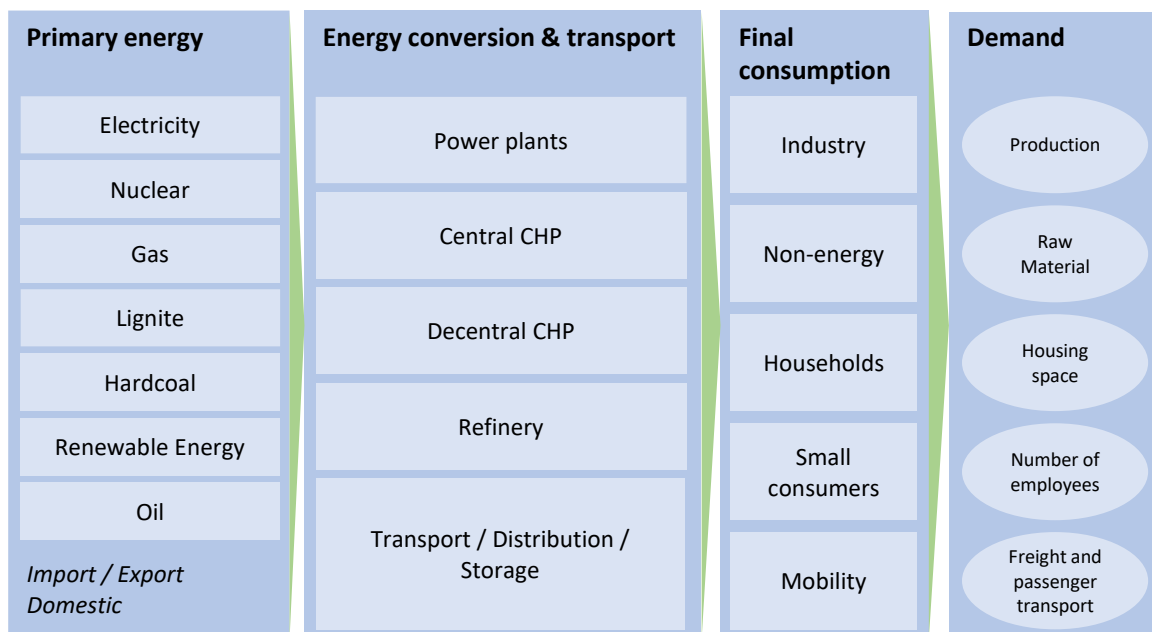 Primary energy
Electricity
Nuclear
Gas
Lignite
Hardcoal
Renewable Energy
Oil
Import / Export
Domestic
Energy conversion & transport
Power plants
Central CHP
Decentral CHP
Refinery
Transport / Distribution /
Storage
Final
consumption
Industry
Non-energy
Households
Small
consumers
Mobility
Demand
Production
Raw
Material
Housing
space
Number of
employees
Freight and
passenger
transport